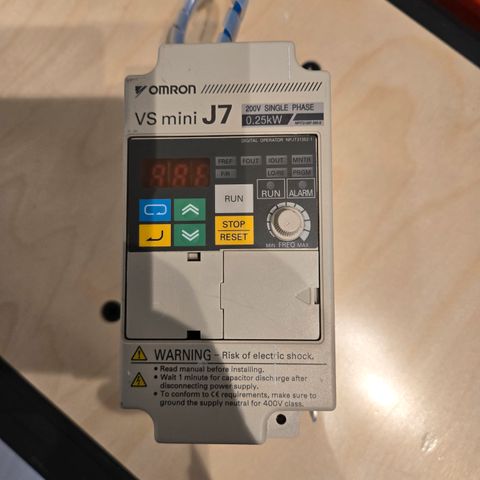 OMRON
VS mini J7
200V SINGLE PHASE
0.25kW
DIGITAL OPERATOR
FREF FOUT IOUT MNTR
F/R LO/RE PRGM
RUN
RUN ALARM
STOP
RESET
MIN FREQ MAX
WARNING - Risk of electric shock.
• Read manual before installing.
• Wait 1 minute for capacitor discharge after
disconnecting power supply.
• To conform to CE requirements, make sure to
ground the supply neutral for 400V class.